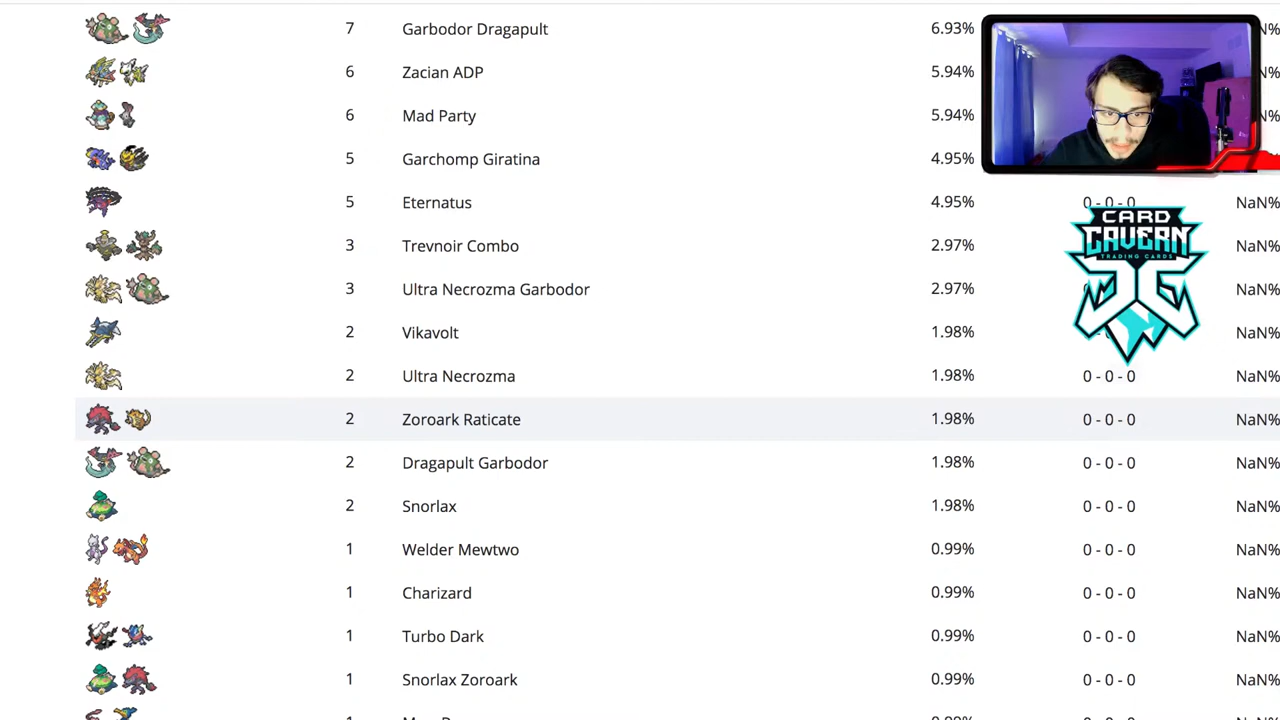 7 Garbodor Dragapult 6.93% N%
6 Zacian ADP 5.94% N%
6 Mad Party 5.94% N%
5 Garchomp Giratina 4.95%
5 Eternatus 4.95% 0 - 0 - 0 NaN%
3 Trevnoir Combo 2.97% NaN%
3 Ultra Necrozma Garbodor 2.97% NaN%
2 Vikavolt 1.98% NaN%
2 Ultra Necrozma 1.98% 0 - 0 - 0 NaN%
2 Zoroark Raticate 1.98% 0 - 0 - 0 NaN%
2 Dragapult Garbodor 1.98% 0 - 0 - 0 NaN%
2 Snorlax 1.98% 0 - 0 - 0 NaN%
1 Welder Mewtwo 0.99% 0 - 0 - 0 NaN%
1 Charizard 0.99% 0 - 0 - 0 NaN%
1 Turbo Dark 0.99% 0 - 0 - 0 NaN%
1 Snorlax Zoroark 0.99% 0 - 0 - 0 NaN%
CARD
CAVERN
TRADING CARDS